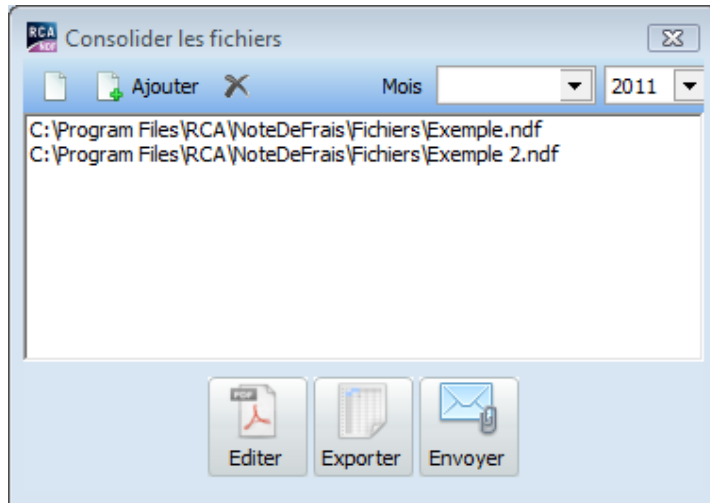 RCA NDF Consolider les fichiers
Ajouter Mois 2011
C:\Program Files\RCA\NoteDeFrais\Fichiers\Exemple.ndf
C:\Program Files\RCA\NoteDeFrais\Fichiers\Exemple 2.ndf
PDF
Editer Exporter Envoyer